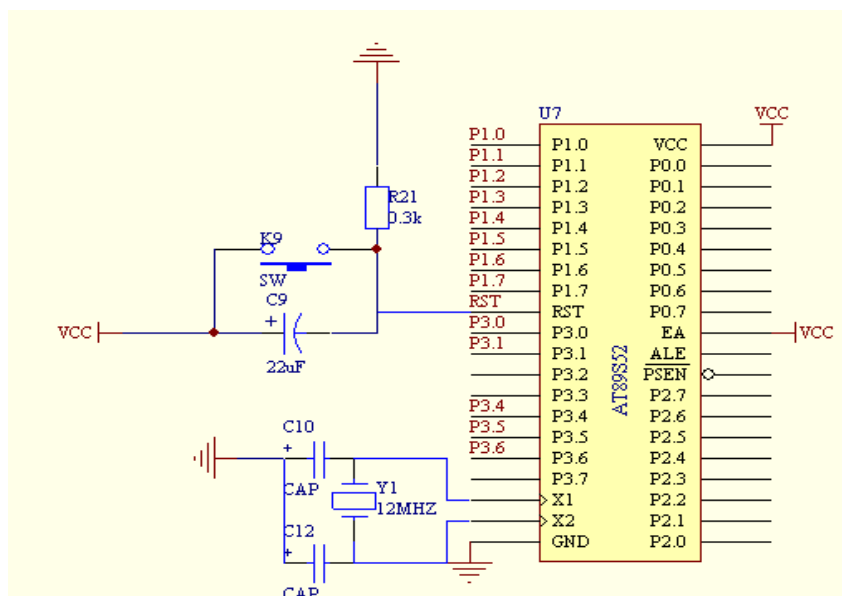 U7
VCC
P1.0
P1.1
P1.2
P1.3
P1.4
P1.5
P1.6
P1.7
RST
P3.0
P3.1
P3.4
P3.5
P3.6
P1.0 VCC
P1.1 P0.0
P1.2 P0.1
P1.3 P0.2
P1.4 P0.3
P1.5 P0.4
P1.6 P0.5
P1.7 P0.6
RST P0.7
P3.0 EA
P3.1 ALE
P3.2 PSEN
P3.3 P2.7
P3.4 P2.6
P3.5 P2.5
P3.6 P2.4
P3.7 P2.3
X1 P2.2
X2 P2.1
GND P2.0
AT89S52
VCC
R21
0.3k
K9
SW
C9
+
22uF
VCC
C10
+
CAP
Y1
12MHZ
C12
+
CAP